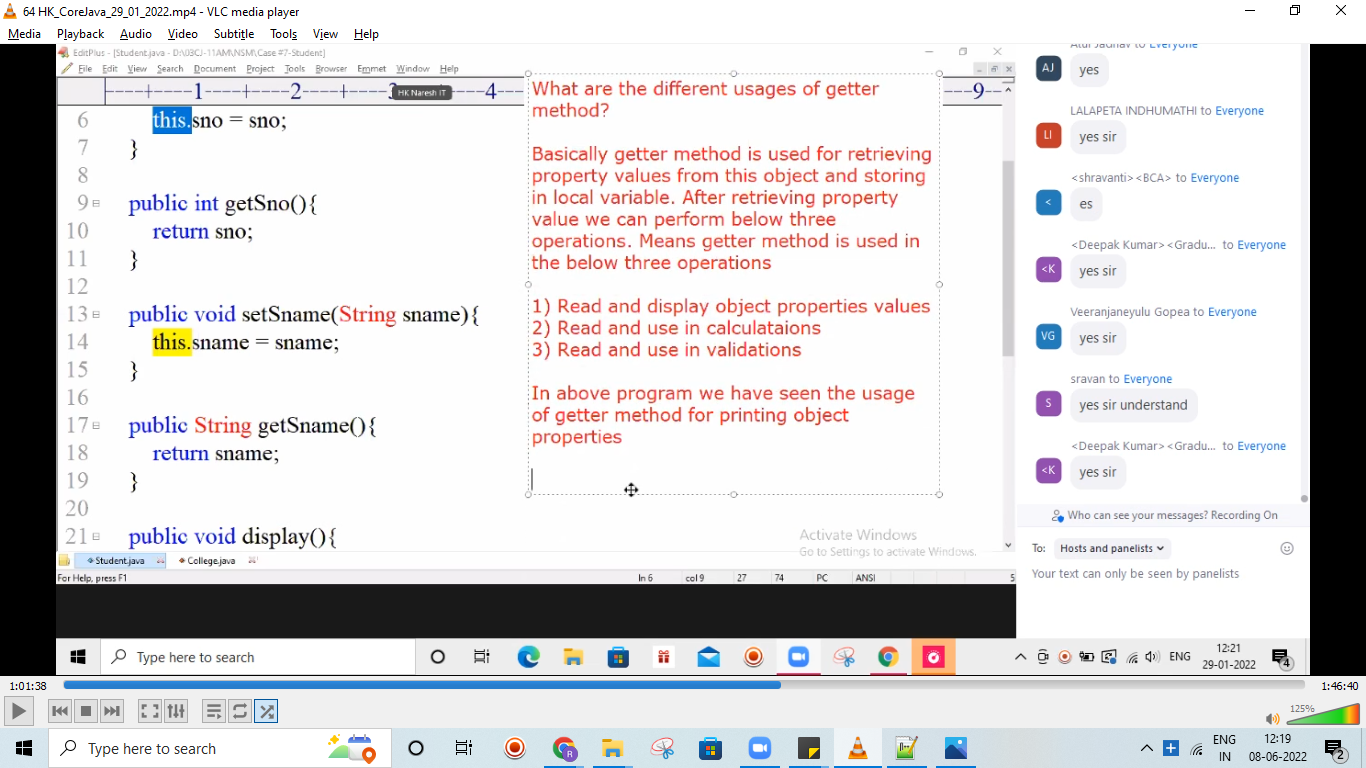 64 HK_CoreJava_29_01_2022.mp4 - VLC media player
Media Playback Audio Video Subtitle Tools View Help
EditPlus - [Student.java - D:\03CJ-11AM\NSM\Case #7-Student]
File Edit View Search Document Project Tools Browser Emmet Window Help
----+----1----+----2----+----3 HK Naresh IT ----4 ---9
6 this.sno = sno;
7 }
8
9 public int getSno(){
10 return sno;
11 }
12
13 public void setSname(String sname){
14 this.sname = sname;
15 }
16
17 public String getSname(){
18 return sname;
19 }
20
21 public void display(){
What are the different usages of getter
method?
Basically getter method is used for retrieving
property values from this object and storing
in local variable. After retrieving property
value we can perform below three
operations. Means getter method is used in
the below three operations
1) Read and display object properties values
2) Read and use in calculataions
3) Read and use in validations
In above program we have seen the usage
of getter method for printing object
properties
Activate Windows
Go to Settings to activate Windows.
Student.java College.java
For Help, press F1 ln 6 col 9 27 74 PC ANSI 5
Atul Jadhav to Everyone
AJ yes
LALAPETA INDHUMATHI to Everyone
LI yes sir
<shravanti><BCA> to Everyone
< es
<Deepak Kumar><Gradu... to Everyone
<K yes sir
Veeranjaneyulu Gopea to Everyone
VG yes sir
sravan to Everyone
S yes sir understand
<Deepak Kumar><Gradu... to Everyone
<K yes sir
Who can see your messages? Recording On
To: Hosts and panelists
Your text can only be seen by panelists
Type here to search ENG 12:21 29-01-2022 4
1:01:38 1:46:40
125%
Type here to search ENG IN 12:19 08-06-2022 2